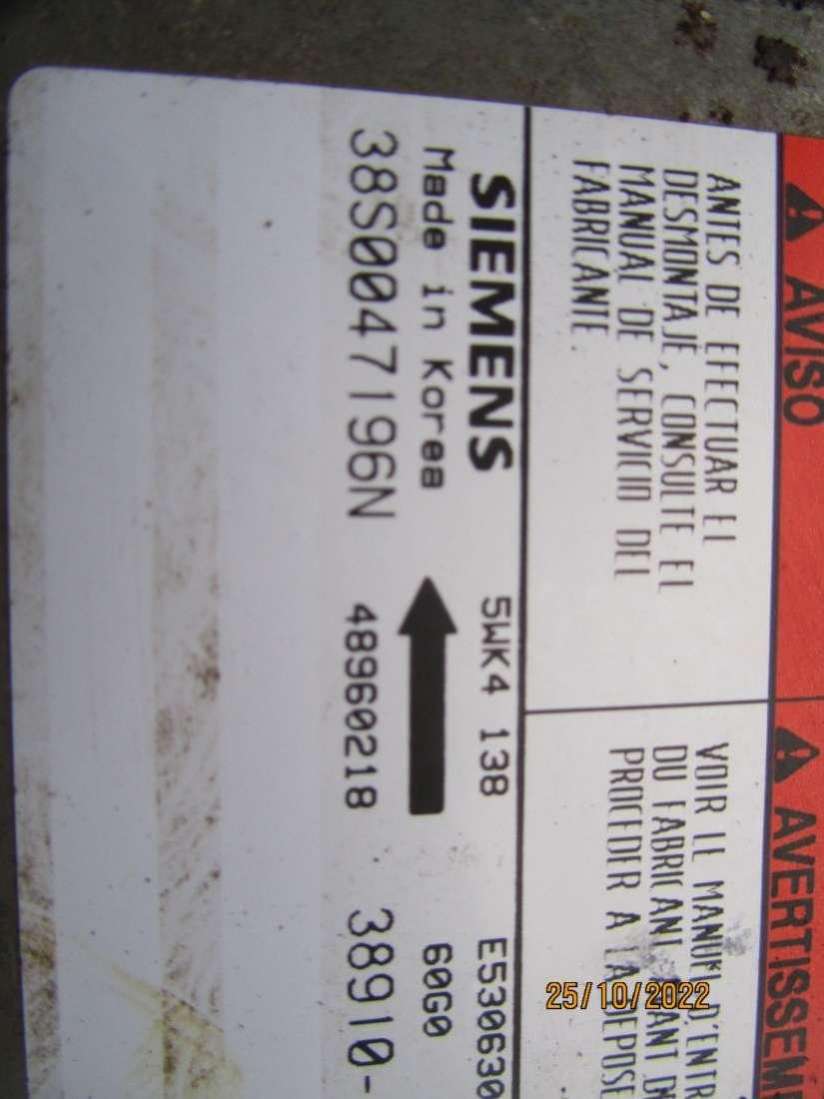 AVISO
ANTES DE EFECTUAR EL
DESMONTAJE, CONSULTE EL
MANUAL DE SERVICIO DEL
FABRICANTE.
AVERTISSEM
VOIR LE MANUEL D'ENTR
DU FABRICANT AVANT DE
PROCEDER A LA DEPOSE
SIEMENS 5WK4 138 E530630
Made in Korea 60G0
38S0047196N 48960218 38910-
25/10/2022